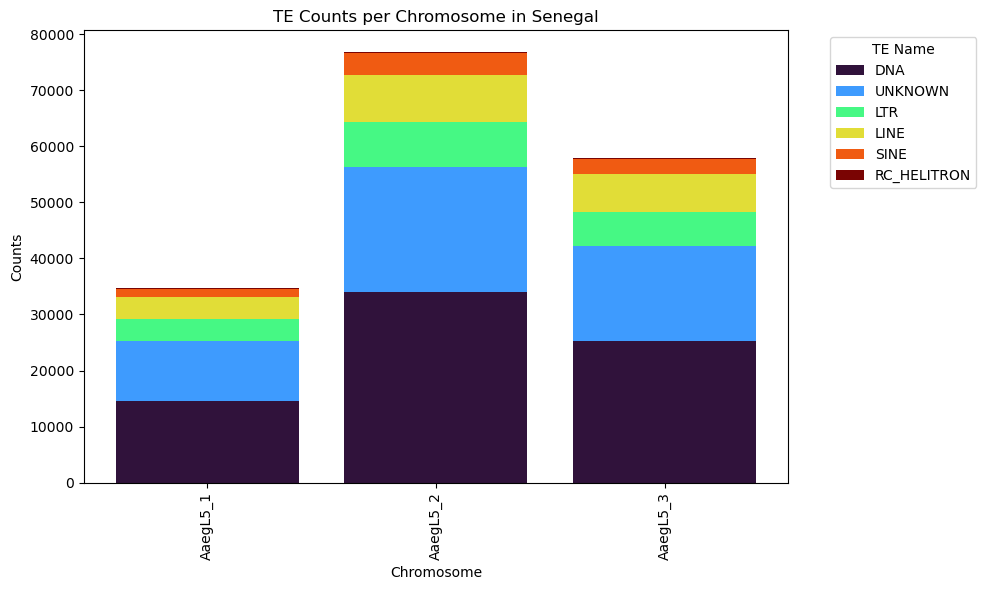 TE Counts per Chromosome in Senegal
80000
70000
60000
50000
40000
30000
20000
10000
0
Counts
AaegL5_1
AaegL5_2
AaegL5_3
Chromosome
TE Name
DNA
UNKNOWN
LTR
LINE
SINE
RC_HELITRON